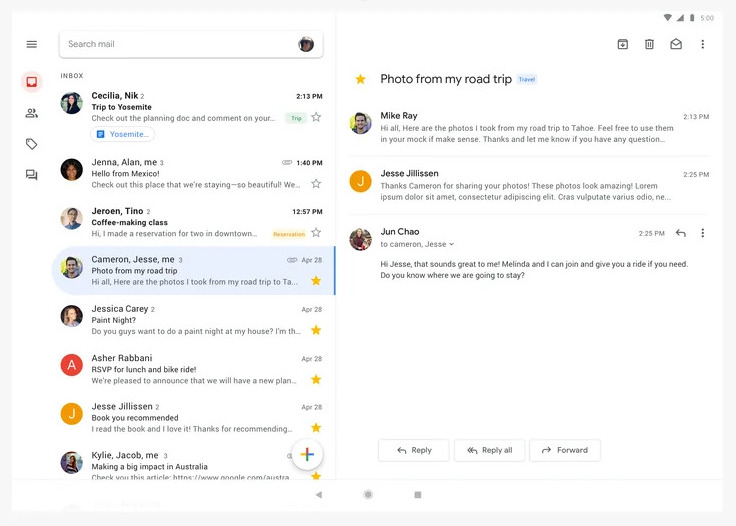 5:00
Search mail
INBOX
Cecilia, Nik 2 2:13 PM
Trip to Yosemite
Check out the planning doc and comment on your... Trip
Yosemite...
Jenna, Alan, me 3 1:40 PM
Hello from Mexico!
Check out this place that we're staying—so beautiful! We...
Jeroen, Tino 2 12:57 PM
Coffee-making class
Hi, I made a reservation for two in downtown... Reservation
Cameron, Jesse, me 3 Apr 28
Photo from my road trip
Hi all, Here are the photos I took from my road trip to Ta...
Jessica Carey 2 Apr 28
Paint Night?
Do you guys want to do a paint night at my house? I'm th...
A
Asher Rabbani Apr 28
RSVP for lunch and bike ride!
We're pleased to announce that we will have a new plan...
J
Jesse Jillissen 2 Apr 28
Book you recommended
I read the book and I love it! Thanks for recommending...
Kylie, Jacob, me 3
Making a big impact in Australia
Check you this article: https://www.google.com/austra
Photo from my road trip Travel
Mike Ray 2:13 PM
Hi all, Here are the photos I took from my road trip to Tahoe. Feel free to use them
in your mock if make sense. Thanks and let me know if you have any question...
J
Jesse Jillissen 2:25 PM
Thanks Cameron for sharing your photos! These photos look amazing! Lorem
ipsum dolor sit amet, consectetur adipiscing elit. Cras vulputate varius odio, ne...
Jun Chao 2:25 PM
to cameron, Jesse
Hi Jesse, that sounds great to me! Melinda and I can join and give you a ride if you need.
Do you know where we are going to stay?
Reply Reply all Forward